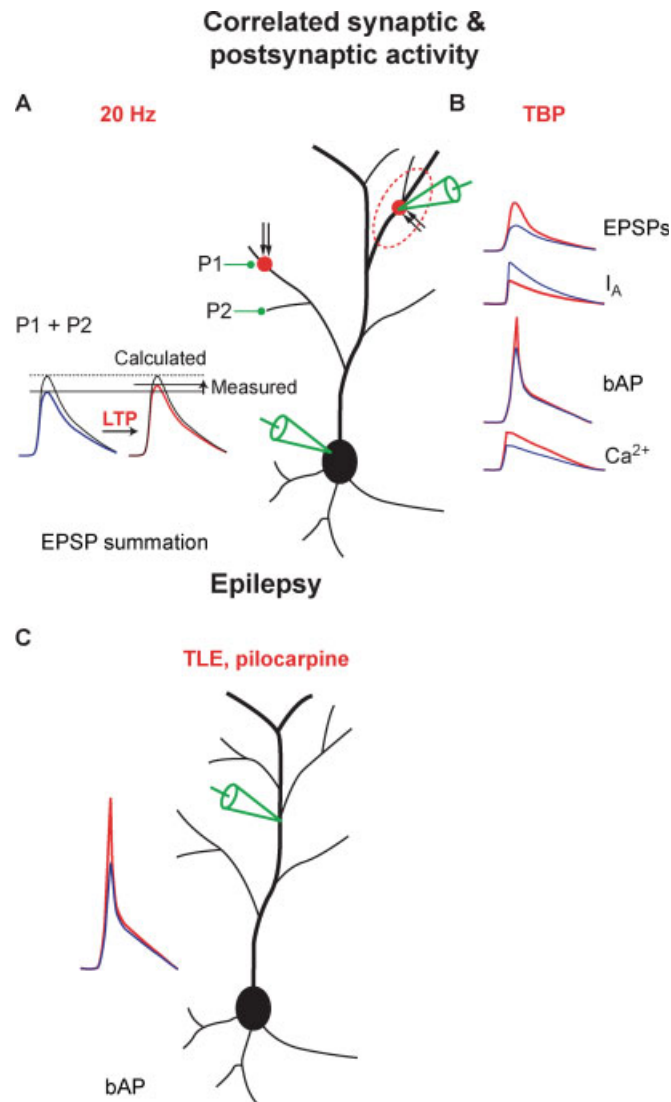 Correlated synaptic &
postsynaptic activity
A
20 Hz
P1
P2
P1 + P2
Calculated
Measured
LTP
EPSP summation
B
TBP
EPSPs
I_A
bAP
Ca²⁺
Epilepsy
C
TLE, pilocarpine
bAP